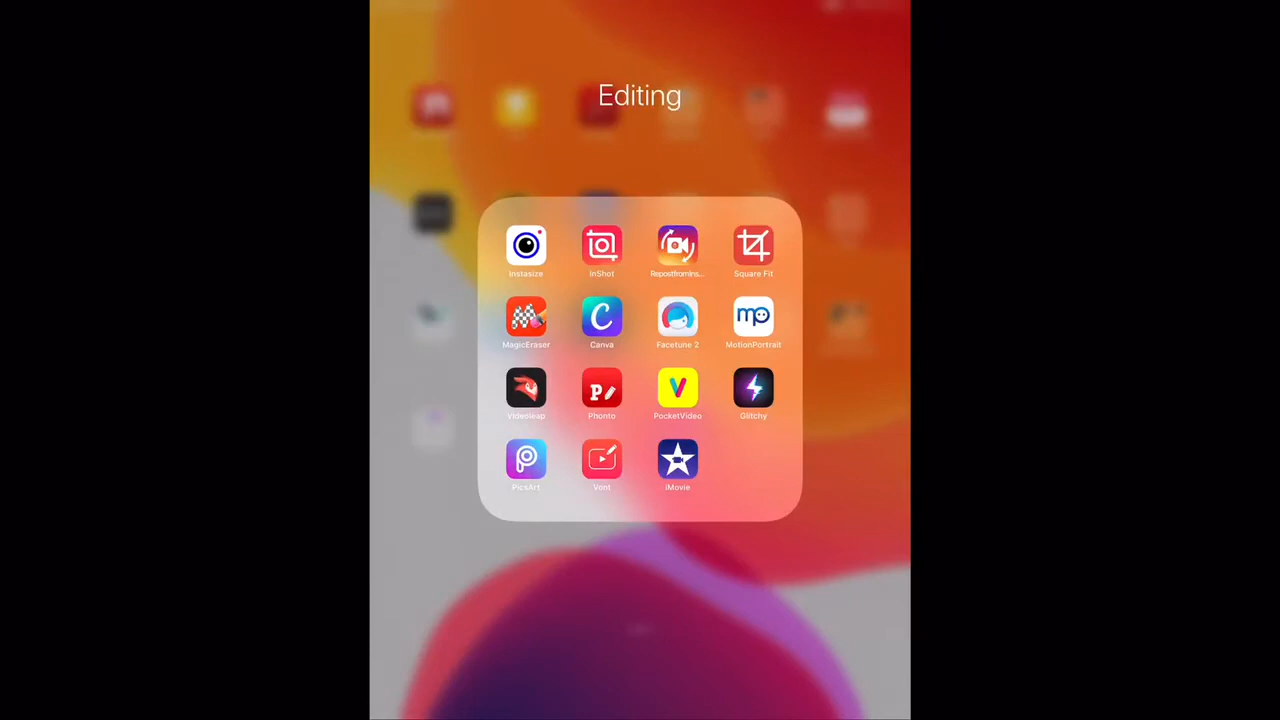 Editing
Instasize InShot RepostfromIns... Square Fit
MagicEraser Canva Facetune 2 MotionPortrait
Videoleap Phonto PocketVideo Glitchy
PicsArt Vont iMovie